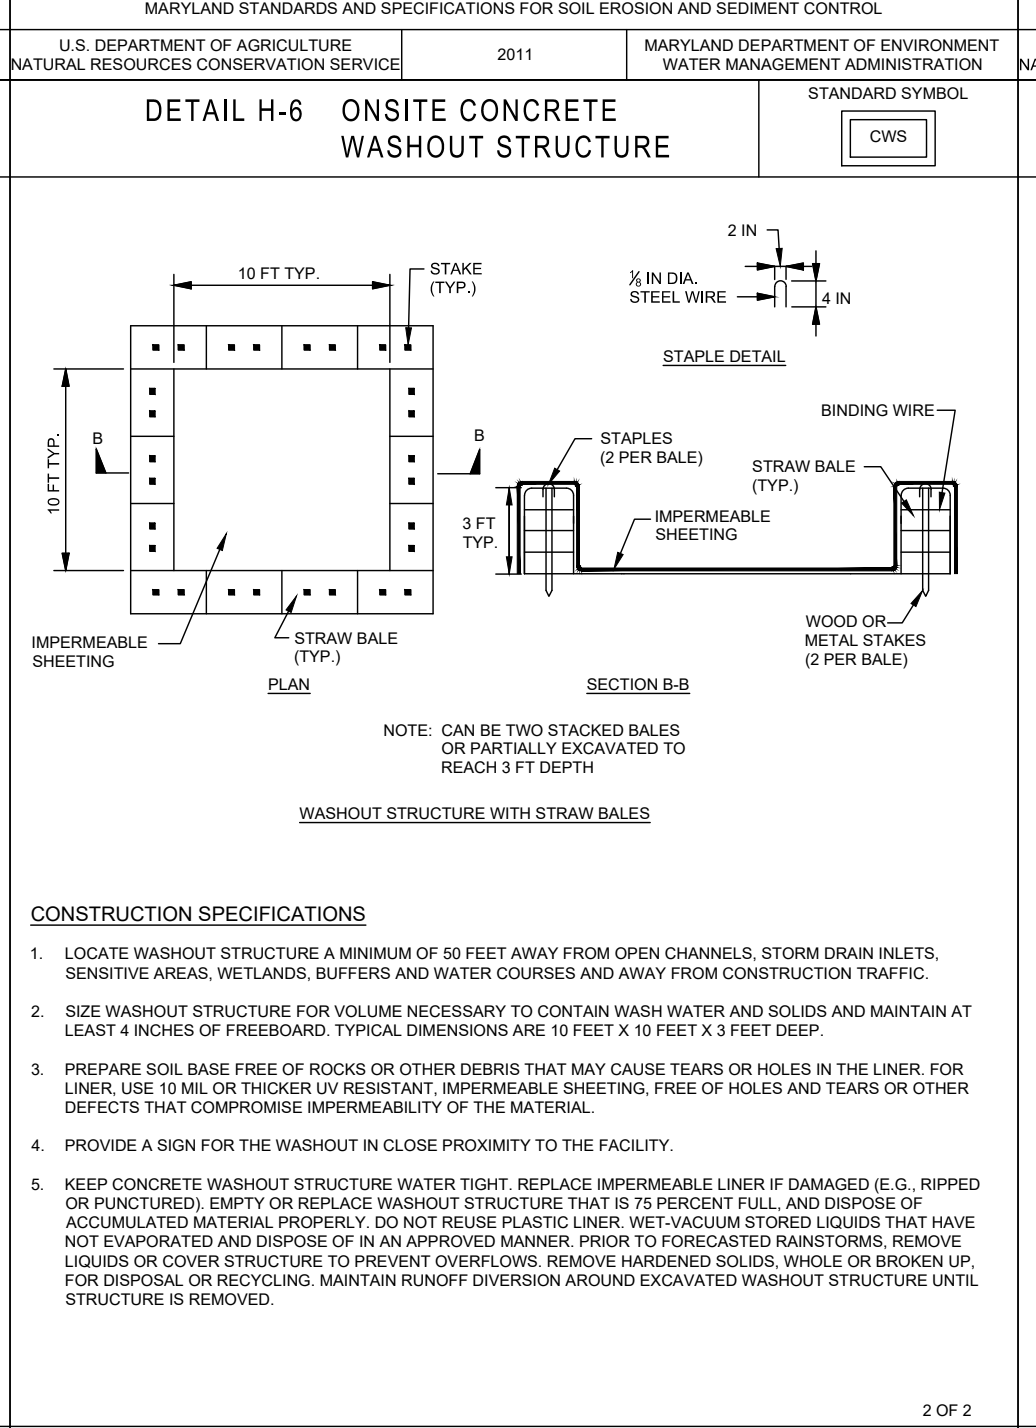 MARYLAND STANDARDS AND SPECIFICATIONS FOR SOIL EROSION AND SEDIMENT CONTROL
U.S. DEPARTMENT OF AGRICULTURE
NATURAL RESOURCES CONSERVATION SERVICE
2011
MARYLAND DEPARTMENT OF ENVIRONMENT
WATER MANAGEMENT ADMINISTRATION
NA
DETAIL H-6 ONSITE CONCRETE
WASHOUT STRUCTURE
STANDARD SYMBOL
CWS
10 FT TYP.
STAKE
(TYP.)
10 FT TYP.
B
B
IMPERMEABLE
SHEETING
STRAW BALE
(TYP.)
PLAN
2 IN
⅛ IN DIA.
STEEL WIRE
4 IN
STAPLE DETAIL
BINDING WIRE
STAPLES
(2 PER BALE)
STRAW BALE
(TYP.)
3 FT
TYP.
IMPERMEABLE
SHEETING
WOOD OR
METAL STAKES
(2 PER BALE)
SECTION B-B
NOTE: CAN BE TWO STACKED BALES
OR PARTIALLY EXCAVATED TO
REACH 3 FT DEPTH
WASHOUT STRUCTURE WITH STRAW BALES
CONSTRUCTION SPECIFICATIONS
1. LOCATE WASHOUT STRUCTURE A MINIMUM OF 50 FEET AWAY FROM OPEN CHANNELS, STORM DRAIN INLETS,
SENSITIVE AREAS, WETLANDS, BUFFERS AND WATER COURSES AND AWAY FROM CONSTRUCTION TRAFFIC.
2. SIZE WASHOUT STRUCTURE FOR VOLUME NECESSARY TO CONTAIN WASH WATER AND SOLIDS AND MAINTAIN AT
LEAST 4 INCHES OF FREEBOARD. TYPICAL DIMENSIONS ARE 10 FEET X 10 FEET X 3 FEET DEEP.
3. PREPARE SOIL BASE FREE OF ROCKS OR OTHER DEBRIS THAT MAY CAUSE TEARS OR HOLES IN THE LINER. FOR
LINER, USE 10 MIL OR THICKER UV RESISTANT, IMPERMEABLE SHEETING, FREE OF HOLES AND TEARS OR OTHER
DEFECTS THAT COMPROMISE IMPERMEABILITY OF THE MATERIAL.
4. PROVIDE A SIGN FOR THE WASHOUT IN CLOSE PROXIMITY TO THE FACILITY.
5. KEEP CONCRETE WASHOUT STRUCTURE WATER TIGHT. REPLACE IMPERMEABLE LINER IF DAMAGED (E.G., RIPPED
OR PUNCTURED). EMPTY OR REPLACE WASHOUT STRUCTURE THAT IS 75 PERCENT FULL, AND DISPOSE OF
ACCUMULATED MATERIAL PROPERLY. DO NOT REUSE PLASTIC LINER. WET-VACUUM STORED LIQUIDS THAT HAVE
NOT EVAPORATED AND DISPOSE OF IN AN APPROVED MANNER. PRIOR TO FORECASTED RAINSTORMS, REMOVE
LIQUIDS OR COVER STRUCTURE TO PREVENT OVERFLOWS. REMOVE HARDENED SOLIDS, WHOLE OR BROKEN UP,
FOR DISPOSAL OR RECYCLING. MAINTAIN RUNOFF DIVERSION AROUND EXCAVATED WASHOUT STRUCTURE UNTIL
STRUCTURE IS REMOVED.
2 OF 2